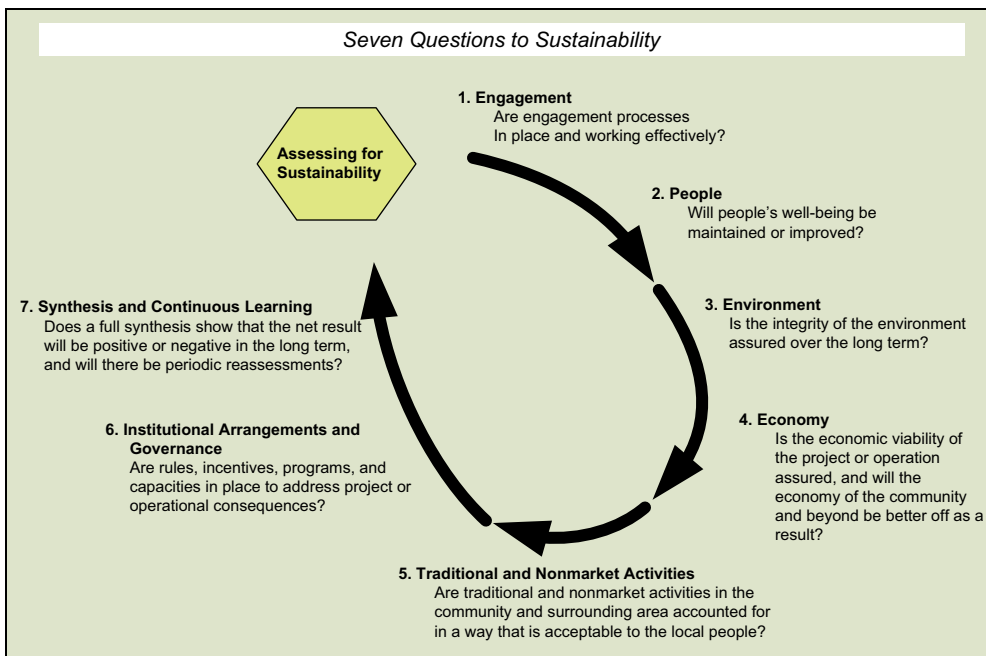 Seven Questions to Sustainability
Assessing for
Sustainability
1. Engagement
Are engagement processes
In place and working effectively?
2. People
Will people's well-being be
maintained or improved?
3. Environment
Is the integrity of the environment
assured over the long term?
4. Economy
Is the economic viability of
the project or operation
assured, and will the
economy of the community
and beyond be better off as a
result?
5. Traditional and Nonmarket Activities
Are traditional and nonmarket activities in the
community and surrounding area accounted for
in a way that is acceptable to the local people?
6. Institutional Arrangements and
Governance
Are rules, incentives, programs, and
capacities in place to address project or
operational consequences?
7. Synthesis and Continuous Learning
Does a full synthesis show that the net result
will be positive or negative in the long term,
and will there be periodic reassessments?